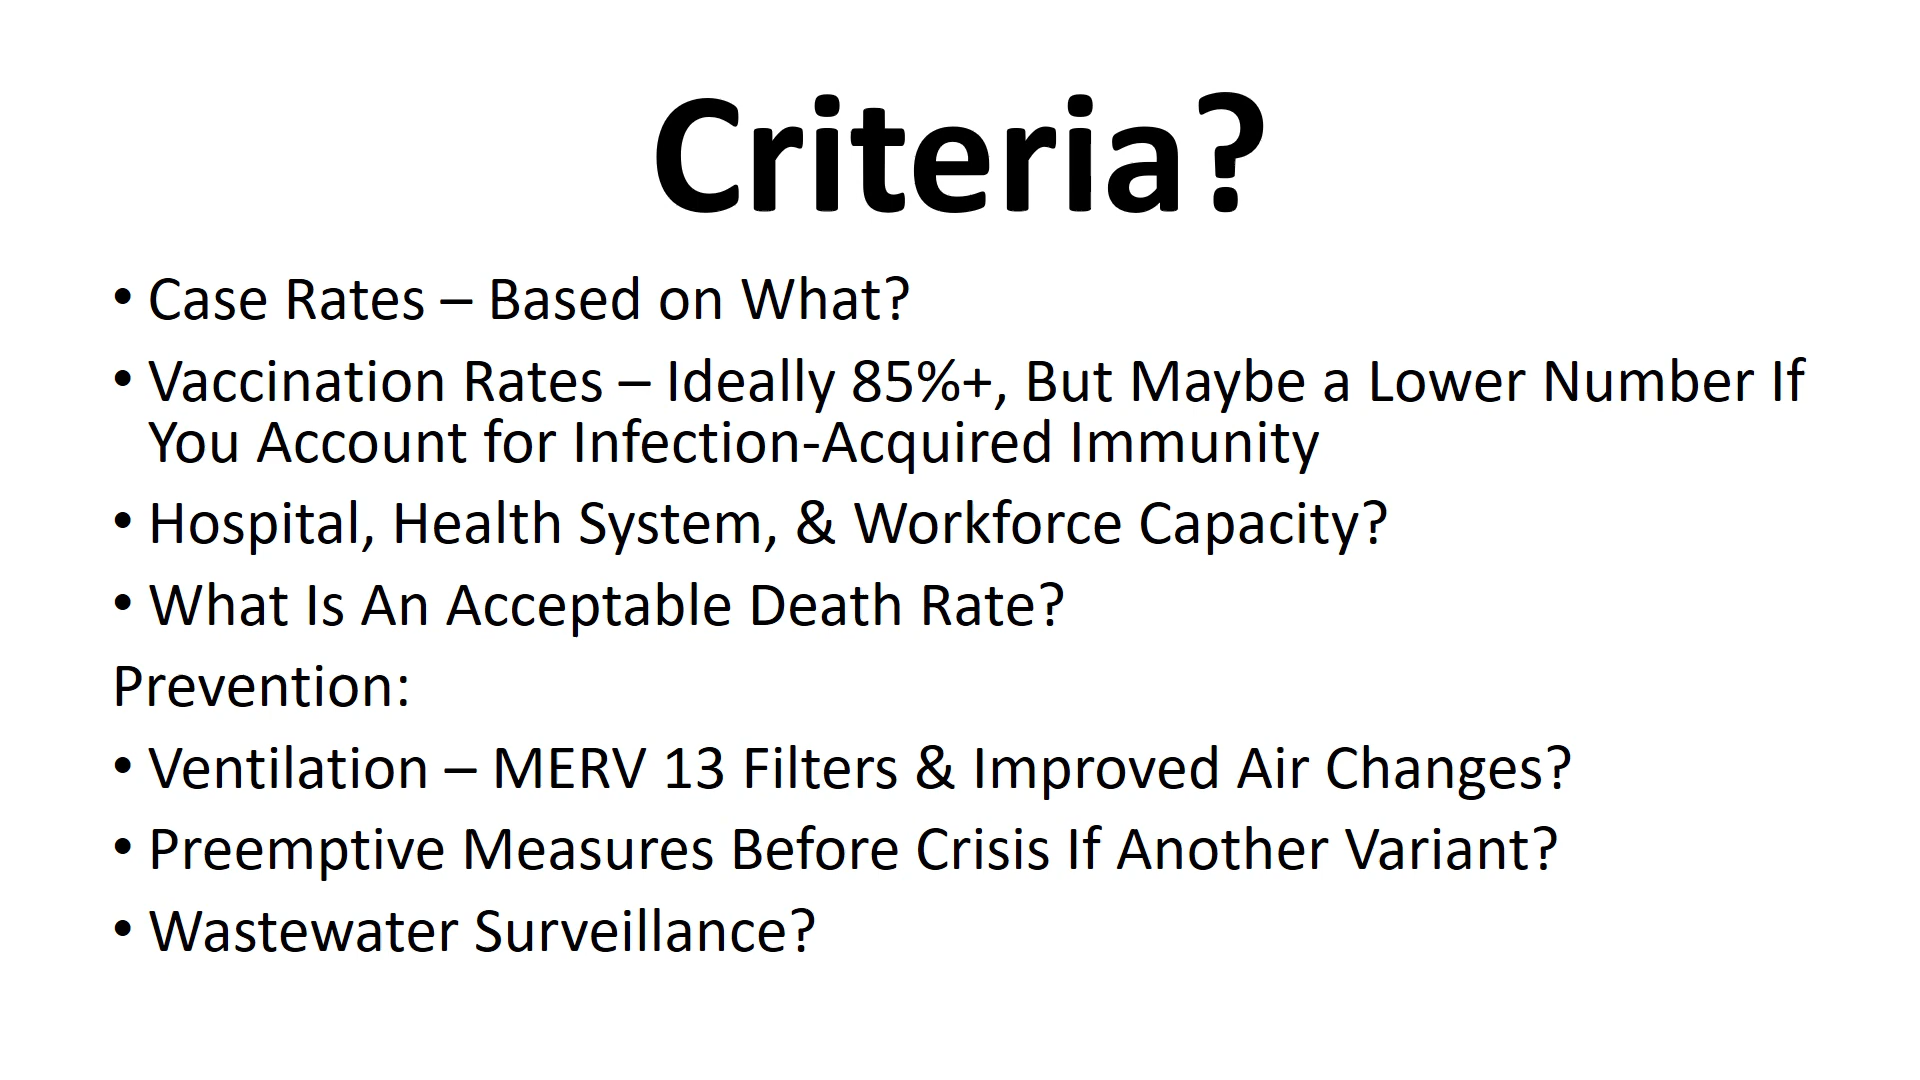 Criteria?
• Case Rates – Based on What?
• Vaccination Rates – Ideally 85%+, But Maybe a Lower Number If
You Account for Infection-Acquired Immunity
• Hospital, Health System, & Workforce Capacity?
• What Is An Acceptable Death Rate?
Prevention:
• Ventilation – MERV 13 Filters & Improved Air Changes?
• Preemptive Measures Before Crisis If Another Variant?
• Wastewater Surveillance?